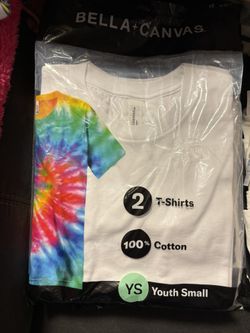 BELLA+CANVAS
2 T-Shirts
100% Cotton
YS Youth Small